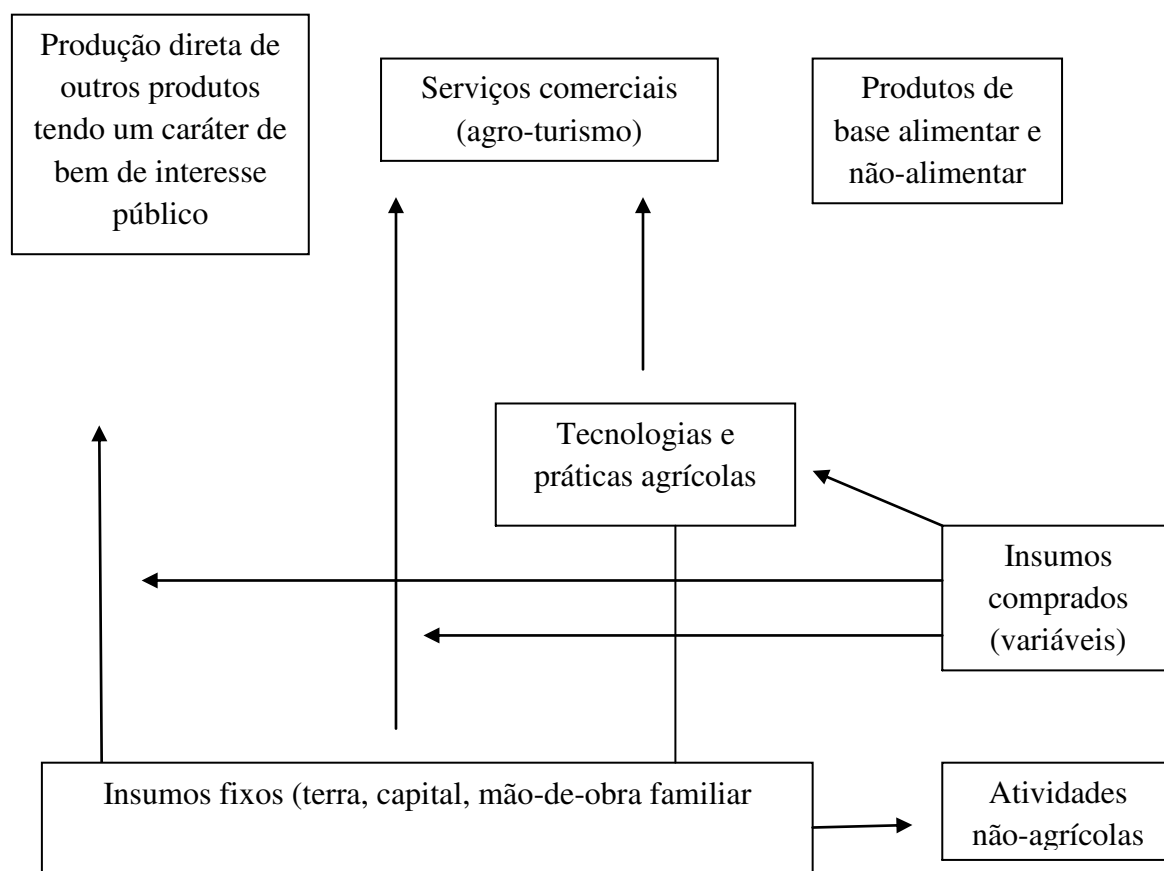 Produção direta de
outros produtos
tendo um caráter de
bem de interesse
público
Serviços comerciais
(agro-turismo)
Produtos de
base alimentar e
não-alimentar
Tecnologias e
práticas agrícolas
Insumos
comprados
(variáveis)
Insumos fixos (terra, capital, mão-de-obra familiar
Atividades
não-agrícolas